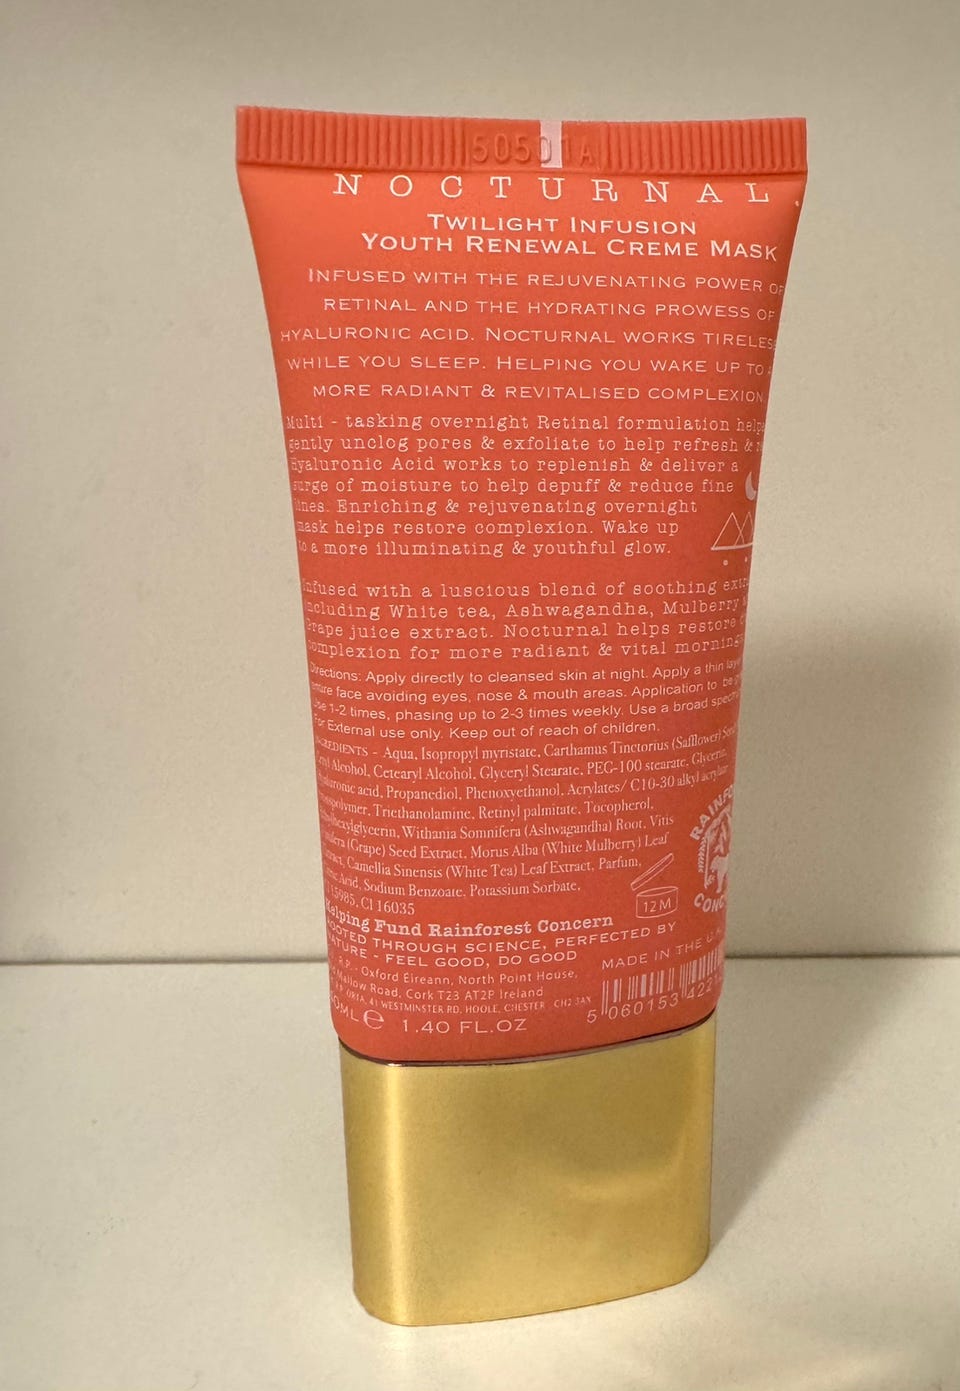 50501A
NOCTURNAL.
TWILIGHT INFUSION
YOUTH RENEWAL CREME MASK
INFUSED WITH THE REJUVENATING POWER OF
RETINAL AND THE HYDRATING PROWESS OF
HYALURONIC ACID. NOCTURNAL WORKS
WHILE YOU SLEEP. HELPING YOU WAKE UP TO
MORE RADIANT & REVITALISED COMPLEXION
Multi - tasking overnight Retinal formulation
gently unclog pores & exfoliate to help refresh &
Hyaluronic Acid works to replenish & deliver a
surge of moisture to help depuff & reduce fine
lines. Enriching & rejuvenating overnight
mask helps restore complexion. Wake up
to a more illuminating & youthful glow.
Infused with a luscious blend of soothing
including White tea, Ashwagandha, Mulberry
Grape juice extract. Nocturnal helps restore
complexion for more radiant & vital
Directions: Apply directly to cleansed skin at night. Apply a thin
entire face avoiding eyes, nose & mouth areas. Application to be
Use 1-2 times, phasing up to 2-3 times weekly. Use a broad
For External use only. Keep out of reach of children.
INGREDIENTS - Aqua, Isopropyl myristate, Carthamus Tinctorius (Safflower)
Alcohol, Cetearyl Alcohol, Glyceryl Stearate, PEG-100 stearate, Glycerin,
acid, Propanediol, Phenoxyethanol, Acrylates/ C10-30 alkyl acrylate
Triethanolamine, Retinyl palmitate, Tocopherol,
Withania Somnifera (Ashwagandha) Root, Vitis
(Grape) Seed Extract, Morus Alba (White Mulberry) Leaf
Camellia Sinensis (White Tea) Leaf Extract, Parfum,
Acid, Sodium Benzoate, Potassium Sorbate,
15985, CI 16035
12M
Helping Fund Rainforest Concern
ROOTED THROUGH SCIENCE, PERFECTED BY
NATURE - FEEL GOOD, DO GOOD
R.P - Oxford Eireann, North Point House,
Mallow Road, Cork T23 AT2P Ireland
41 WESTMINSTER RD, HOOLE, CHESTER CH2 3AX
e 1.40 FL.OZ
MADE IN THE
5 060153